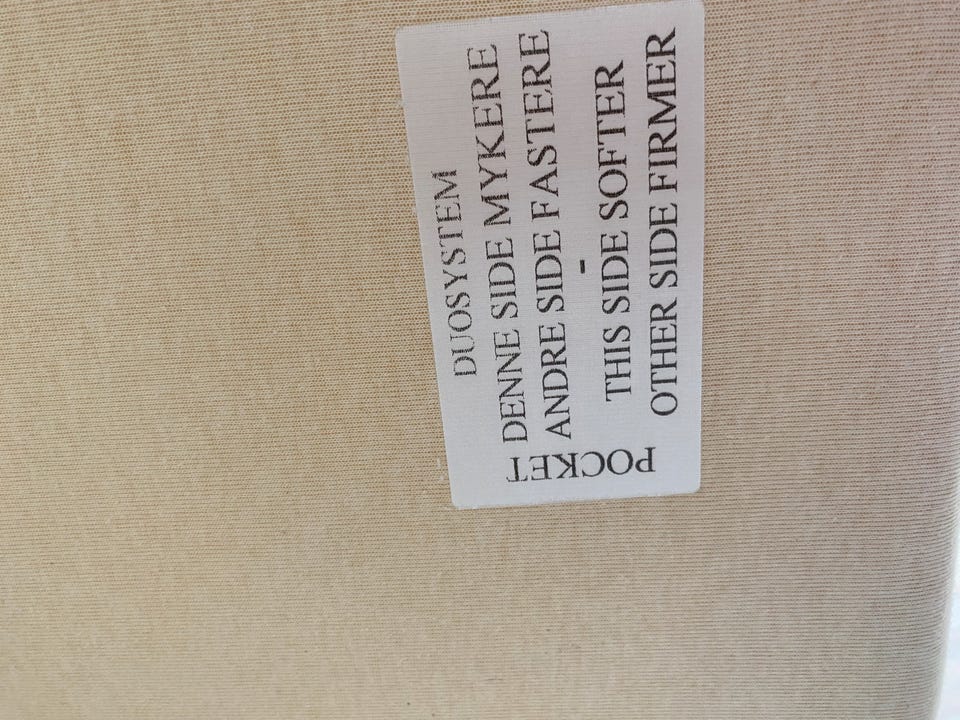 DUOSYSTEM
DENNE SIDE MYKERE
ANDRE SIDE FASTERE
-
THIS SIDE SOFTER
OTHER SIDE FIRMER
POCKET